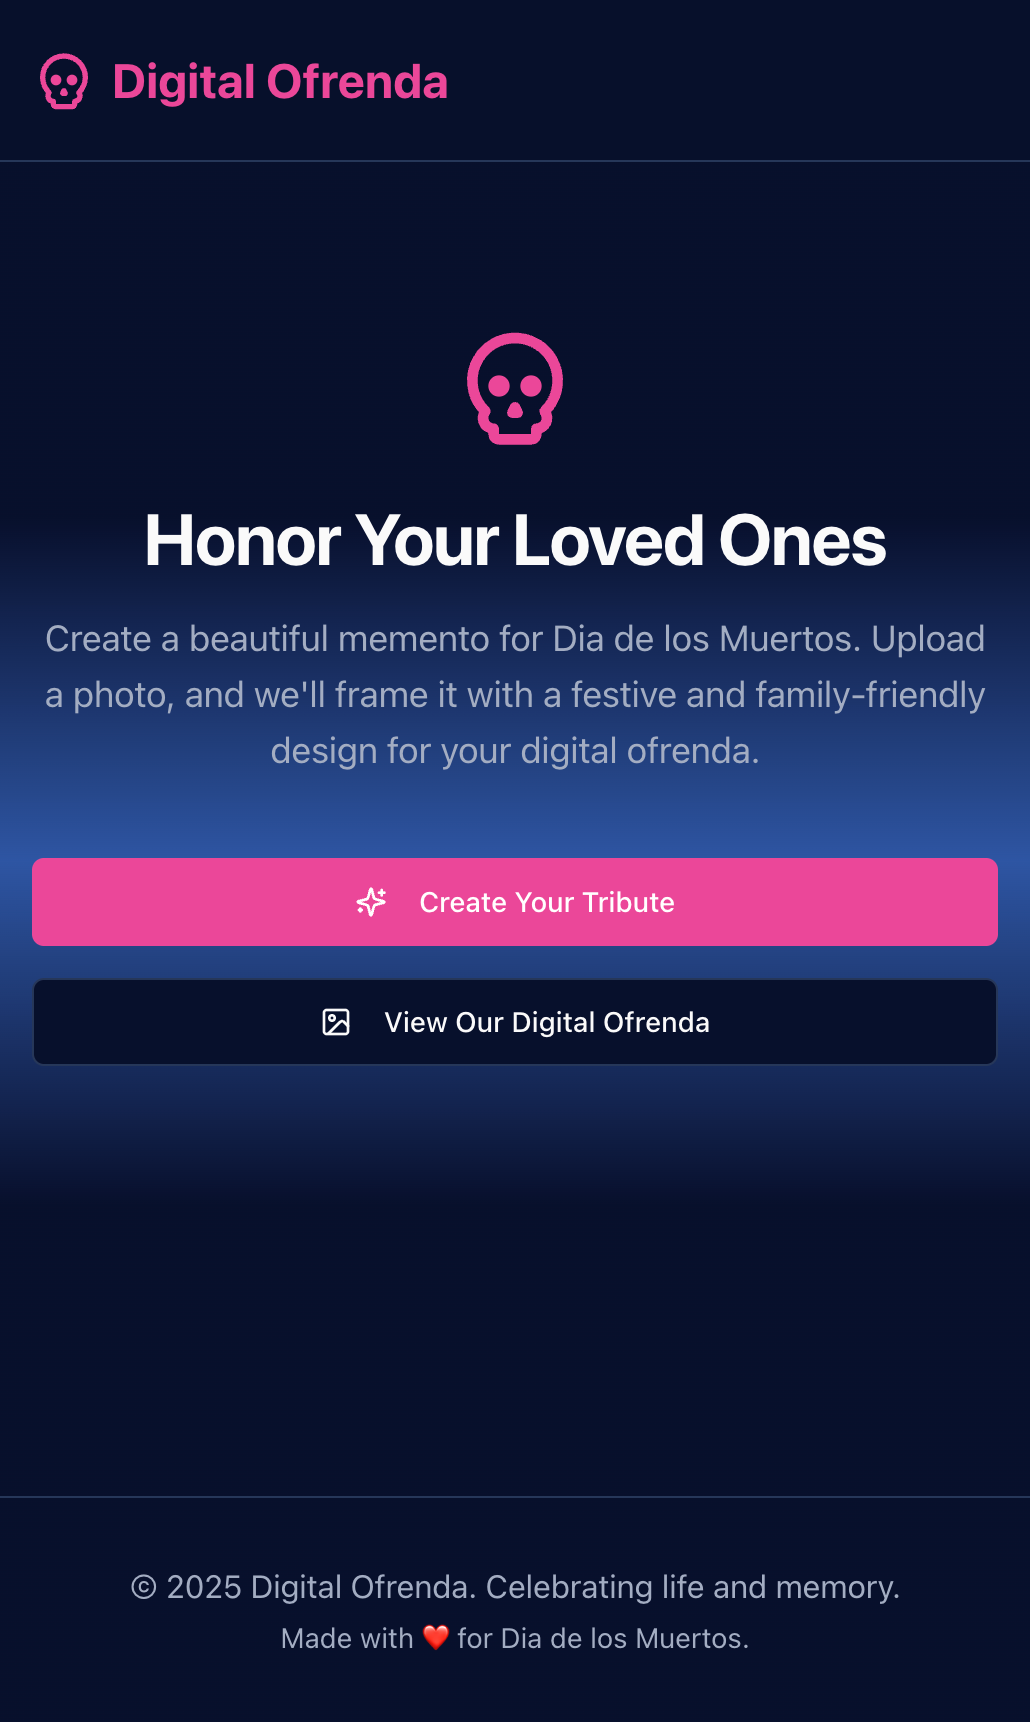 Digital Ofrenda
Honor Your Loved Ones
Create a beautiful memento for Dia de los Muertos. Upload
a photo, and we'll frame it with a festive and family-friendly
design for your digital ofrenda.
Create Your Tribute
View Our Digital Ofrenda
© 2025 Digital Ofrenda. Celebrating life and memory.
Made with ❤️ for Dia de los Muertos.